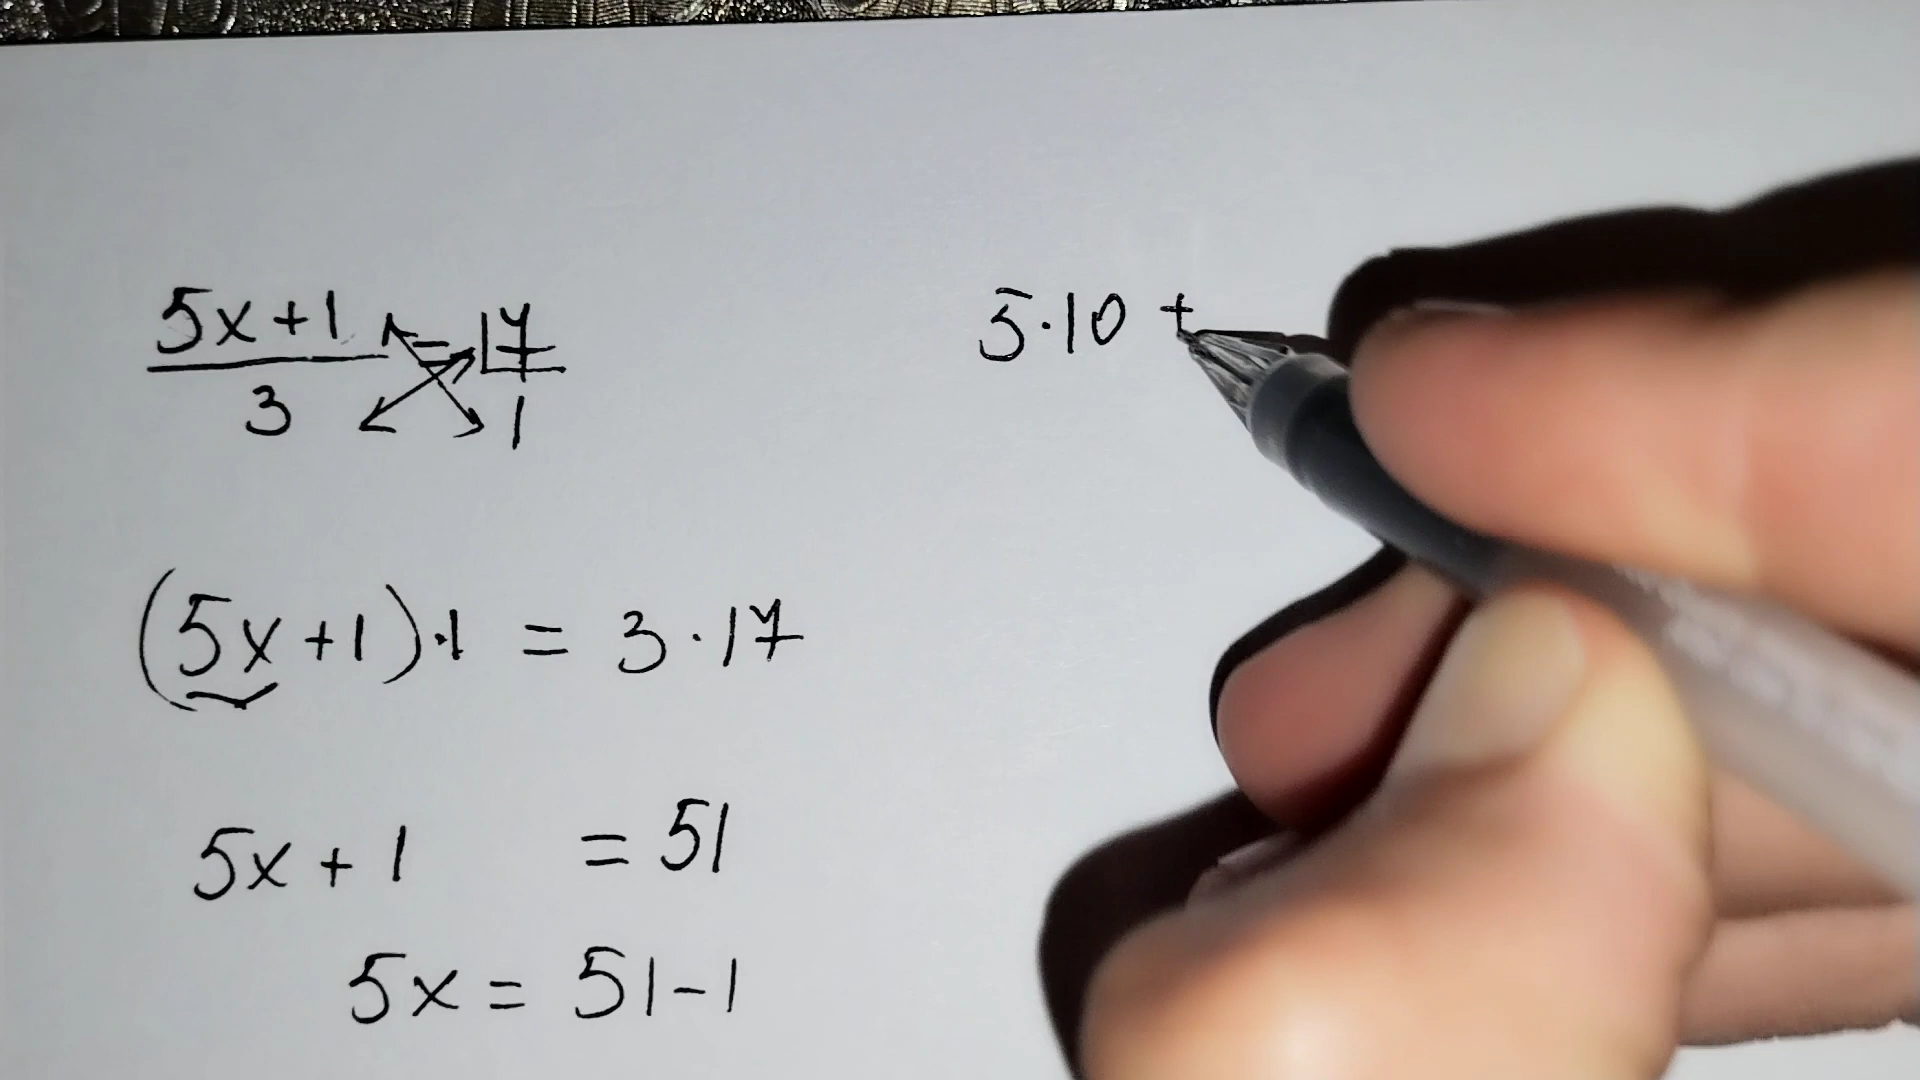 5x+1 / 3 = 17 / 1
(5x+1)·1 = 3·17
5x + 1 = 51
5x = 51-1
5·10 +